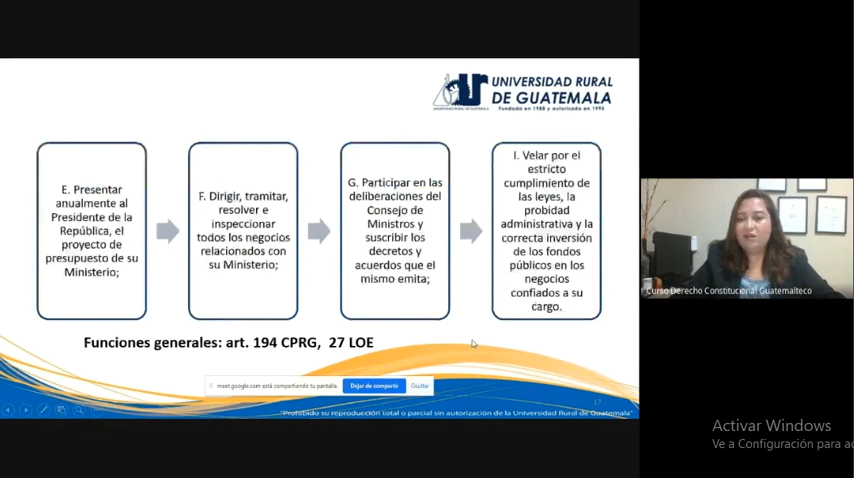 UNIVERSIDAD RURAL
DE GUATEMALA
Fundada en 1988 y autorizada en 1995
E. Presentar
anualmente al
Presidente de la
República, el
proyecto de
presupuesto de su
Ministerio;
F. Dirigir, tramitar,
resolver e
inspeccionar
todos los negocios
relacionados con
su Ministerio;
G. Participar en las
deliberaciones del
Consejo de
Ministros y
suscribir los
decretos y
acuerdos que el
mismo emita;
I. Velar por el
estricto
cumplimiento de
las leyes, la
probidad
administrativa y la
correcta inversión
de los fondos
públicos en los
negocios
confiados a su
cargo.
Funciones generales: art. 194 CPRG, 27 LOE
meet.google.com está compartiendo tu pantalla.
Dejar de compartir
Ocultar
17
"Prohibido su reproducción total o parcial sin autorización de la Universidad Rural de Guatemala"
Curso Derecho Constitucional Guatemalteco
Activar Windows
Ve a Configuración para ac